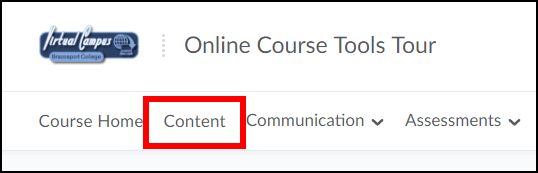 Virtual Campus
Online Course Tools Tour
Course Home Content Communication Assessments